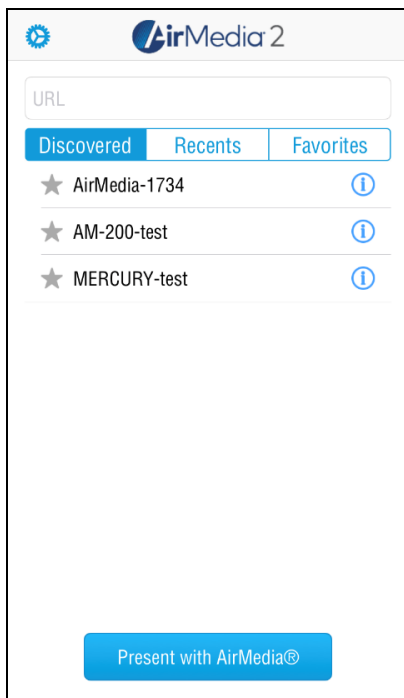 AirMedia 2
URL
Discovered Recents Favorites
AirMedia-1734
AM-200-test
MERCURY-test
Present with AirMedia®